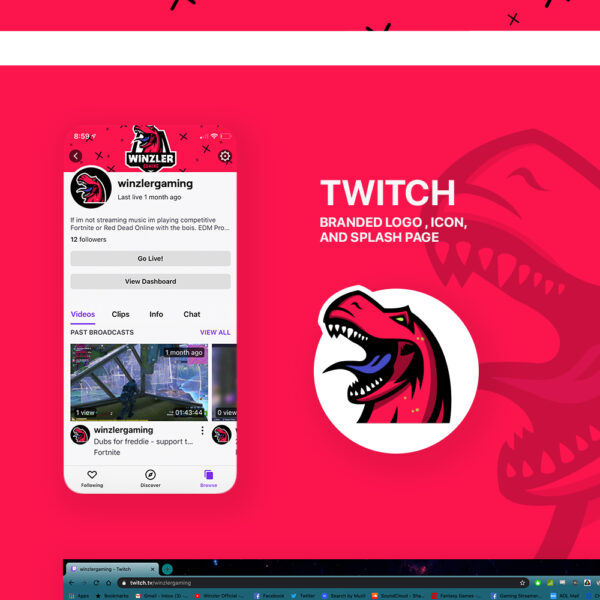 8:59
WINZLER
GAMING
winzlergaming
Last live 1 month ago
If im not streaming music im playing competitive
Fortnite or Red Dead Online with the bois. EDM Pro...
12 followers
Go Live!
View Dashboard
Videos Clips Info Chat
PAST BROADCASTS VIEW ALL
1 month ago
1 view 01:43:44 0 view
winzlergaming
Dubs for freddie - support t...
Fortnite
Following Discover Browse
TWITCH
BRANDED LOGO , ICON,
AND SPLASH PAGE
winzlergaming - Twitch
twitch.tv/winzlergaming
Apps Bookmarks Gmail - Inbox (3) - Winzler Official - Facebook Twitter Search by Muzli SoundCloud - Sha... Fantasy Games - Gaming Streamer AOL Mail